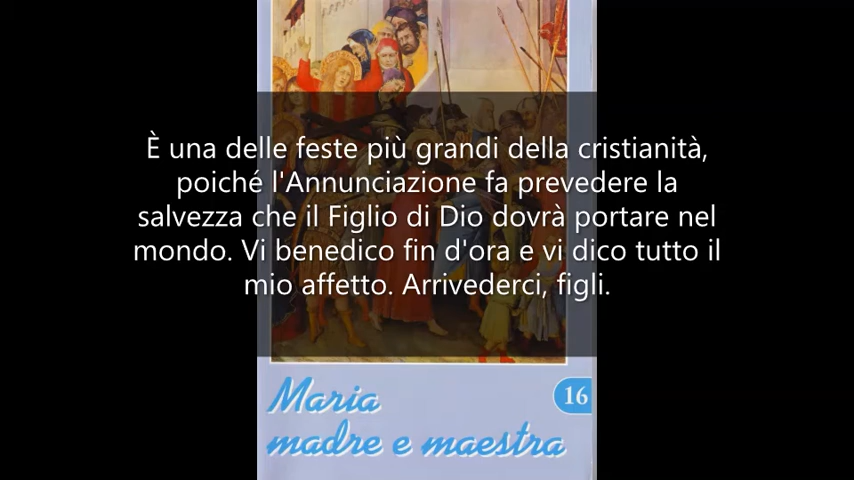 È una delle feste più grandi della cristianità,
poiché l'Annunciazione fa prevedere la
salvezza che il Figlio di Dio dovrà portare nel
mondo. Vi benedico fin d'ora e vi dico tutto il
mio affetto. Arrivederci, figli.
Maria
16
madre e maestra